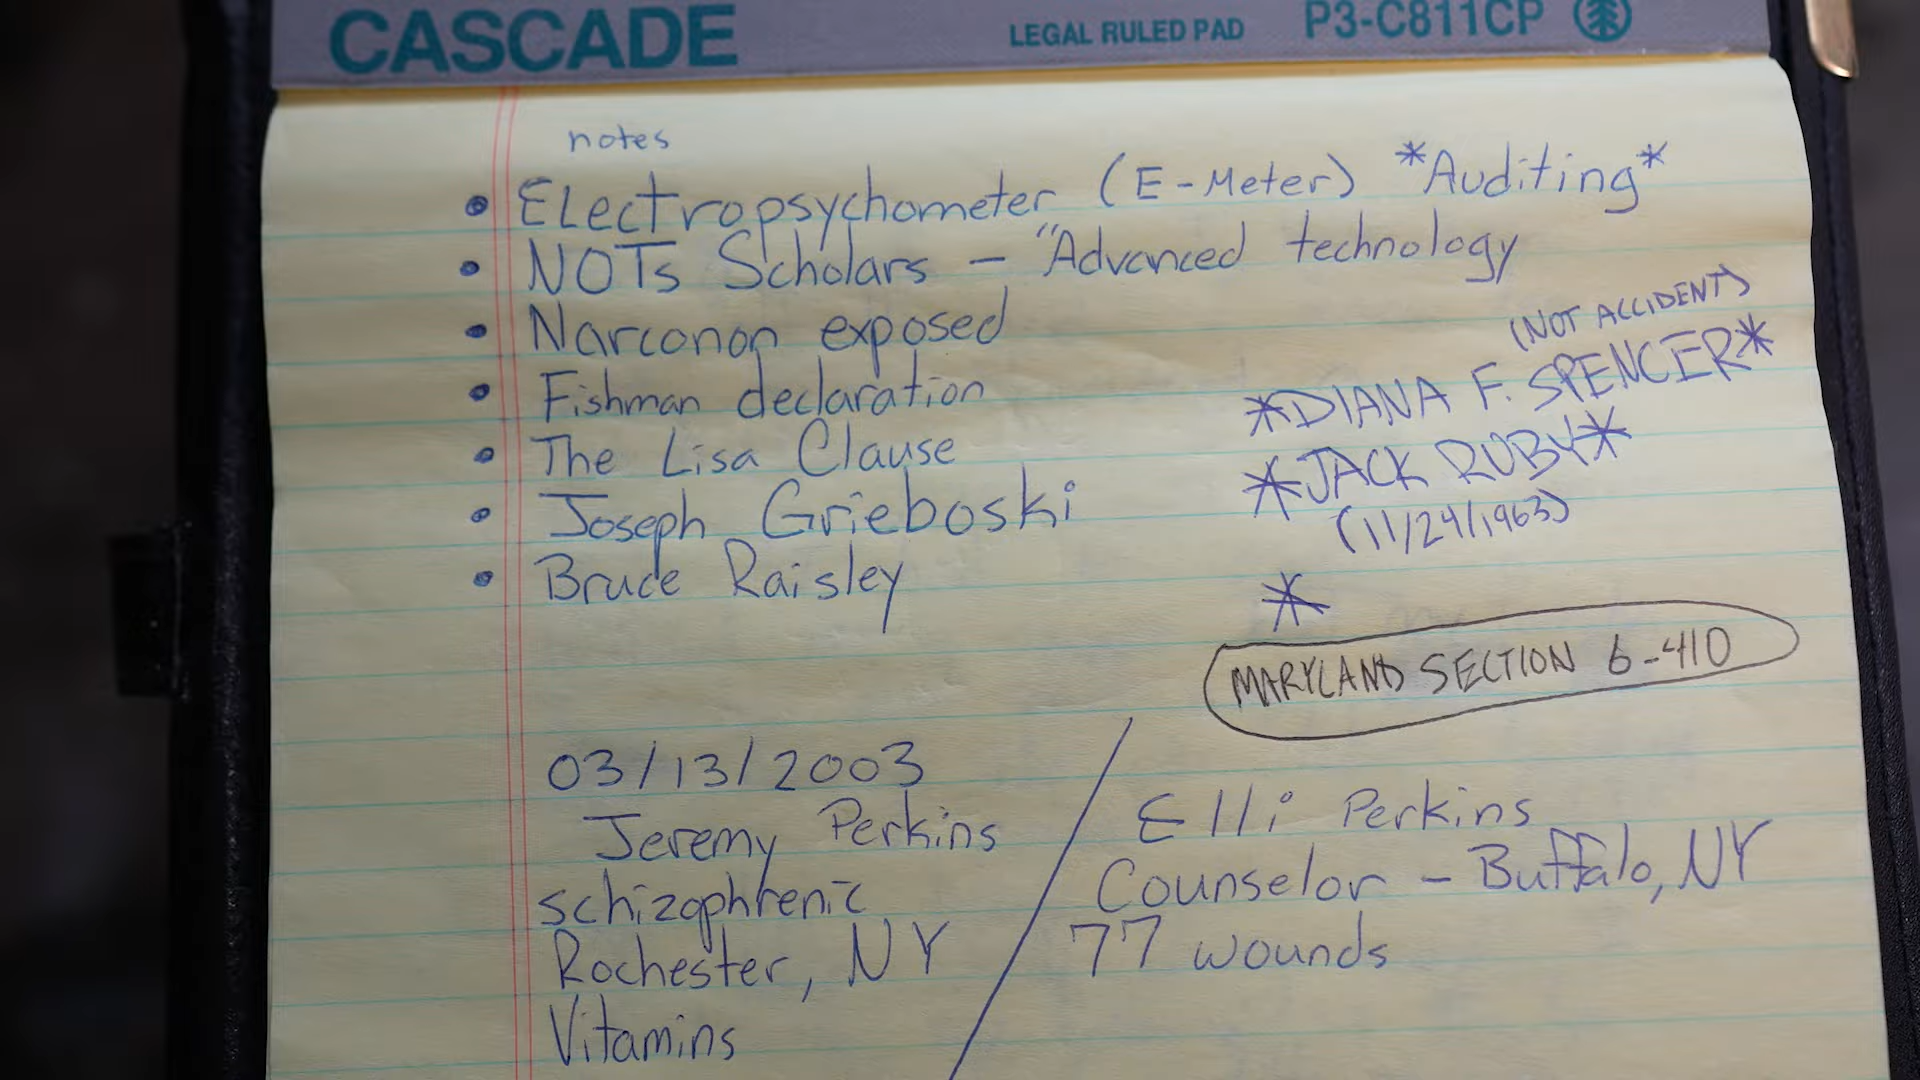 CASCADE LEGAL RULED PAD P3-C811CP
notes
• Electropsychometer (E-Meter) *Auditing*
• NOTs Scholars - "Advanced technology
• Narconon exposed
• Fishman declaration
• The Lisa Clause
• Joseph Grieboski
• Bruce Raisley
(NOT ACCIDENT)
*DIANA F. SPENCER*
*JACK RUBY*
(11/24/1963)
*
MARYLAND SECTION 6-410
03/13/2003
Jeremy Perkins
schizophrenic
Rochester, NY
Vitamins
Elli Perkins
Counselor - Buffalo, NY
77 wounds